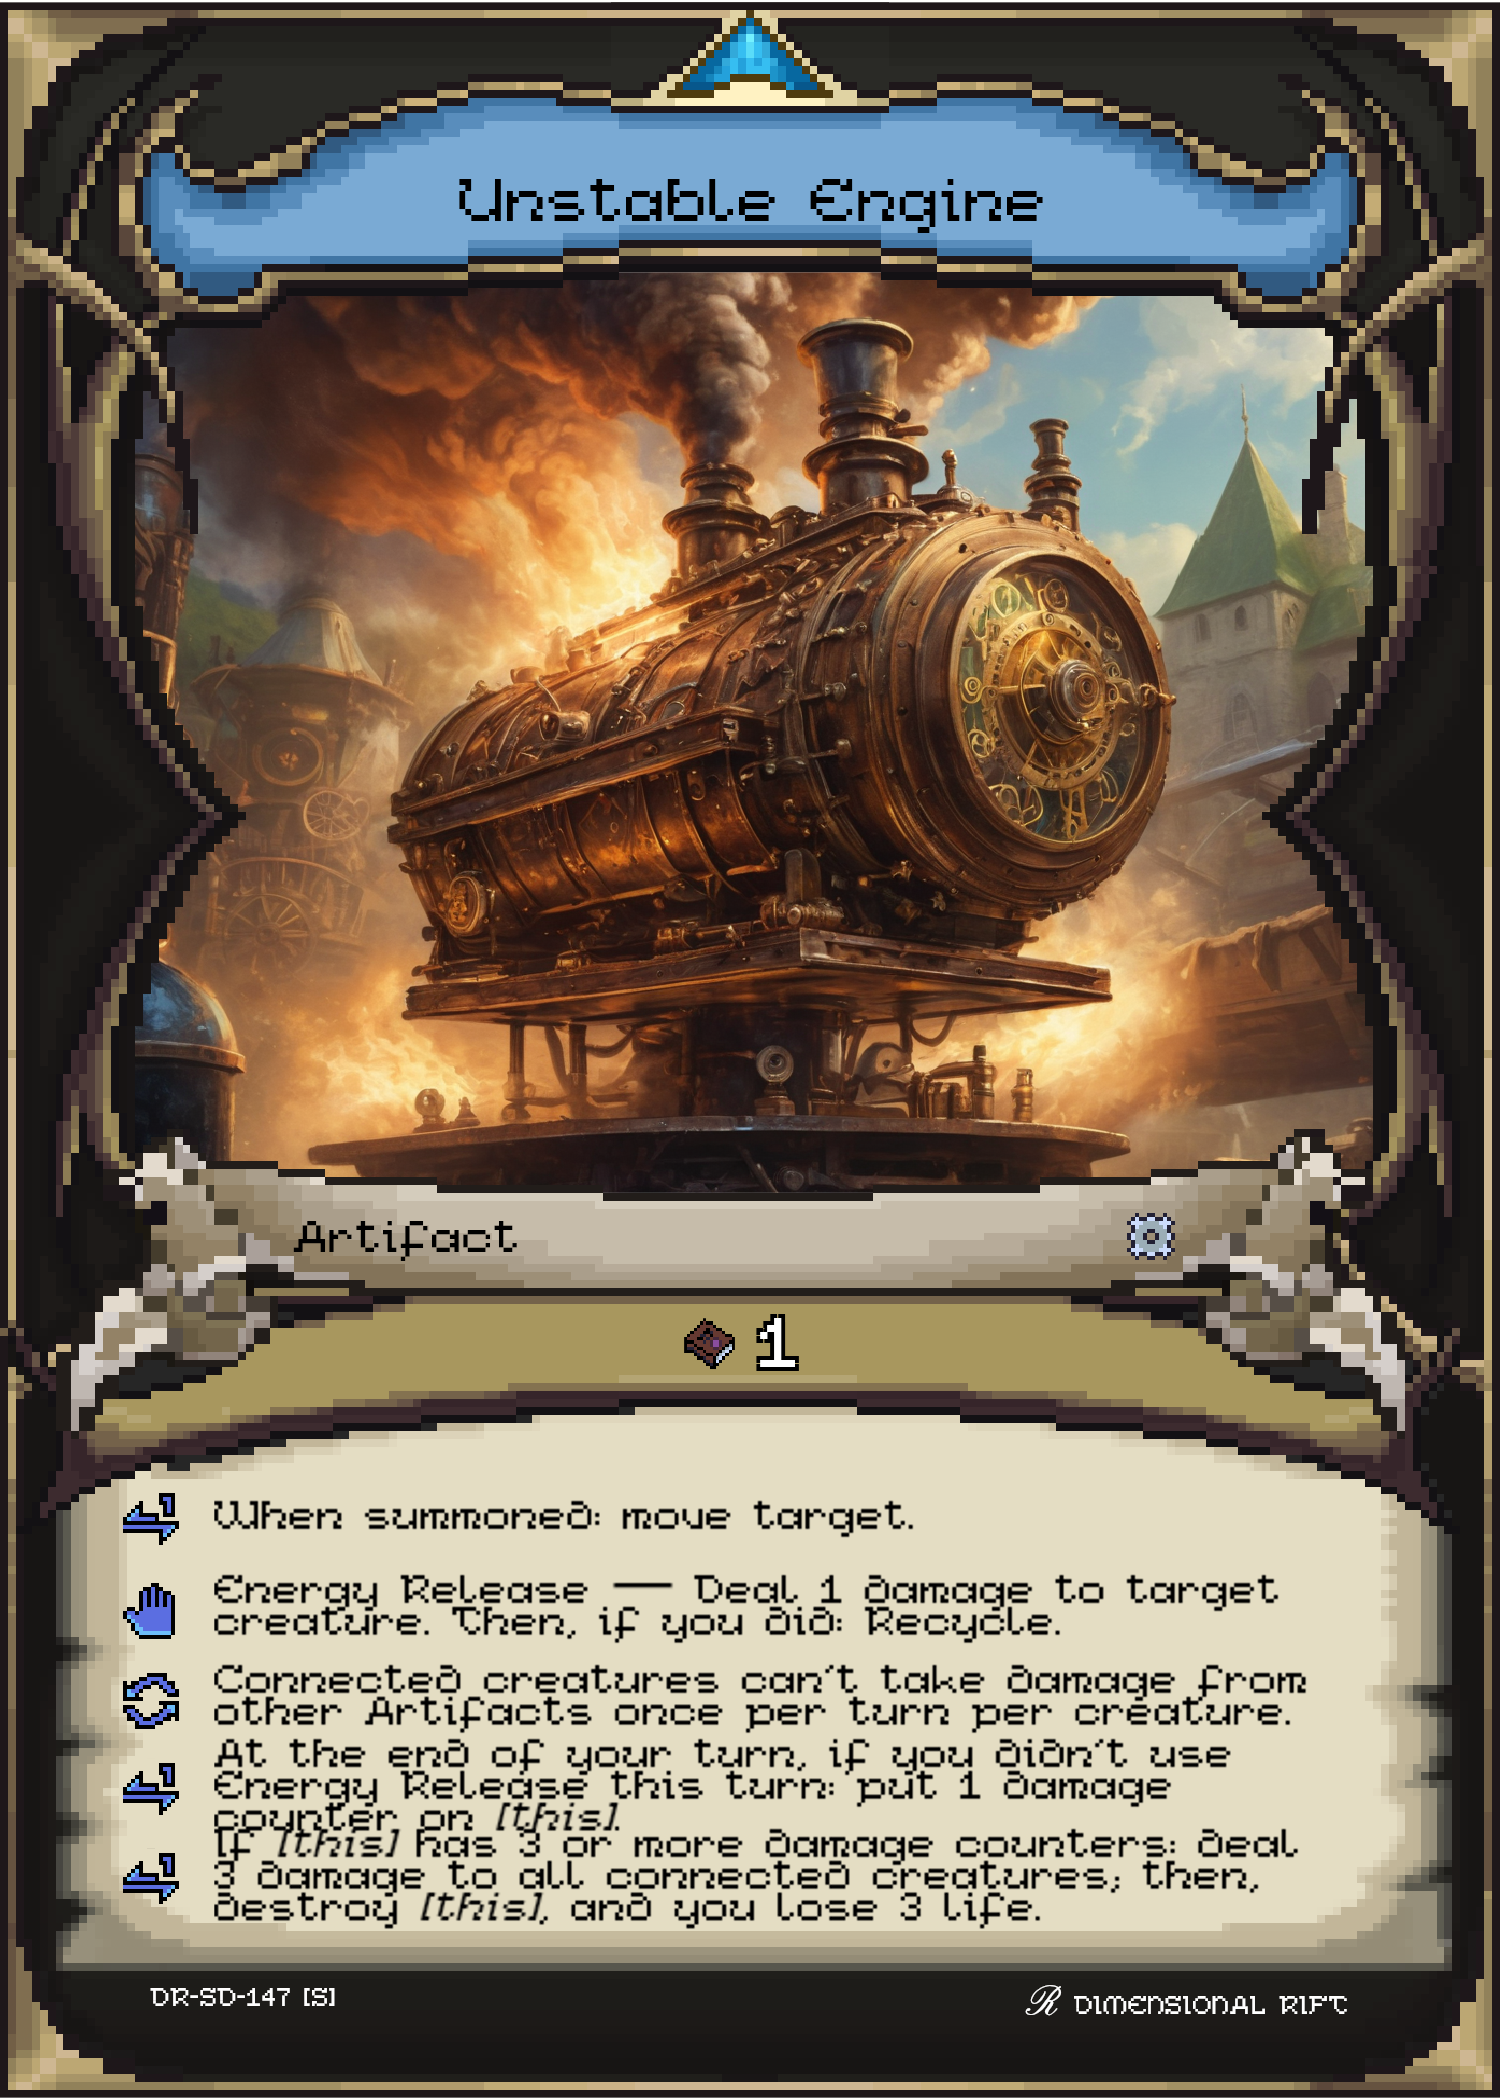 Unstable Engine
Artifact
1
When summoned: move target.
Energy Release — Deal 1 damage to target
creature. Then, if you did: Recycle.
Connected creatures can't take damage from
other Artifacts once per turn per creature.
At the end of your turn, if you didn't use
Energy Release this turn: put 1 damage
counter on [this].
If [this] has 3 or more damage counters: deal
3 damage to all connected creatures; then,
destroy [this], and you lose 3 life.
DR-SD-147 [S]
ℛ DIMENSIONAL RIFT